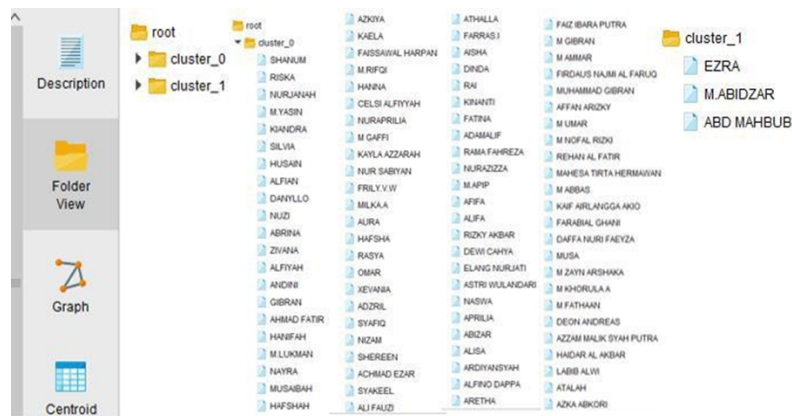 Description
Folder
View
Graph
Centroid
root
cluster_0
cluster_1
root
cluster_0
SHANUM
RISKA
NURJANAH
M.YASIN
KIANDRA
SILVIA
HUSAIN
ALFIAN
DANYLLO
NUZI
ABRINA
ZIVANA
ALFIYAH
ANDINI
GIBRAN
AHMAD FATIR
HANIFAH
M.LUKMAN
NAYRA
MUSAIBAH
HAFSHAH
AZKIYA
KAELA
FAISSAWAL HARPAN
M.RIFQI
HANNA
CELSI ALFIYYAH
NURAPRILIA
M GAFFI
KAYLA AZZARAH
NUR SABIYAN
FRILY.V.W
MILKA.A
AURA
HAFSHA
RASYA
OMAR
XEVANIA
ADZRIL
SYAFIQ
NIZAM
SHEREEN
ACHMAD EZAR
SYAKEEL
ALI FAUZI
ATHALLA
FARRAS.I
AISHA
DINDA
RAI
KINANTI
FATINA
ADAMALIF
RAMA FAHREZA
NURAZIZZA
M.APIP
AFIFA
ALIFA
RIZKY AKBAR
DEWI CAHYA
ELANG NURJATI
ASTRI WULANDARI
NASWA
APRILIA
ABIZAR
ALISA
ARDIYANSYAH
ALFINO DAPPA
ARETHA
FAIZ IBARA PUTRA
M GIBRAN
M AMMAR
FIRDAUS NAJMI AL FARUQ
MUHAMMAD GIBRAN
AFFAN ARIZKY
M UMAR
M NOFAL RIZKI
REHAN AL FATIR
MAHESA TIRTA HERMAWAN
M ABBAS
KAIF AIRLANGGA AKIO
FARABIAL GHANI
DAFFA NURI FAEYZA
MUSA
M ZAYN ARSHAKA
M KHORULA A
M FATHAAN
DEON ANDREAS
AZZAM MALIK SYAH PUTRA
HAIDAR AL AKBAR
LABIB ALWI
ATALAH
AZKA ABKORI
cluster_1
EZRA
M.ABIDZAR
ABD MAHBUB